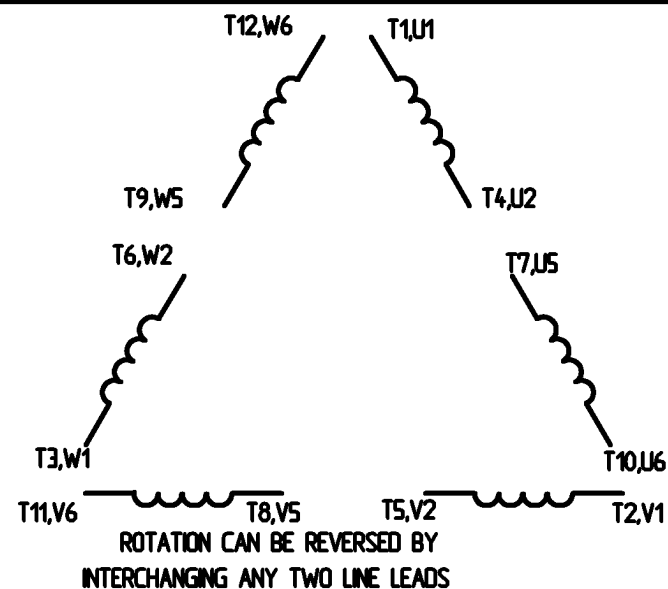 T12,W6 T1,U1
T9,W5 T4,U2
T6,W2 T7,U5
T3,W1 T10,U6
T11,V6 T8,V5 T5,V2 T2,V1
ROTATION CAN BE REVERSED BY
INTERCHANGING ANY TWO LINE LEADS